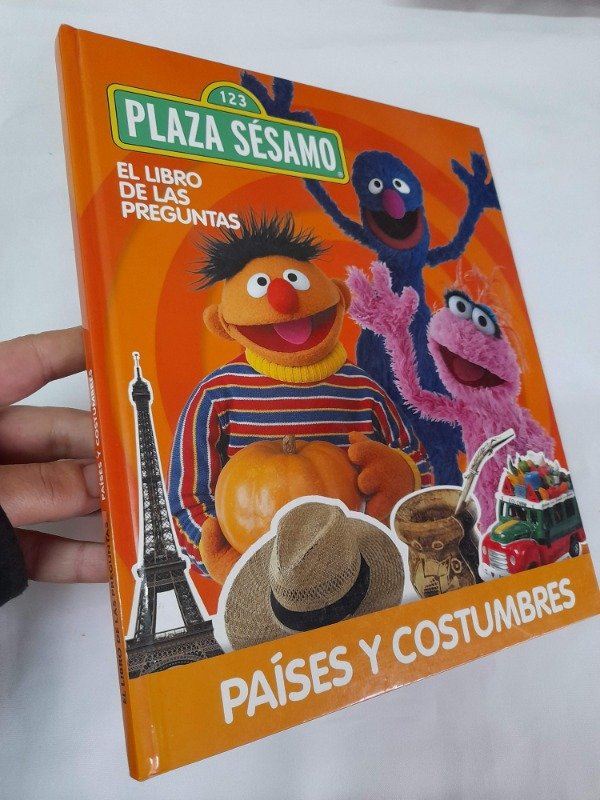 123
PLAZA SÉSAMO
EL LIBRO
DE LAS
PREGUNTAS
PAÍSES Y COSTUMBRES
EL LIBRO DE LAS PREGUNTAS PAÍSES Y COSTUMBRES